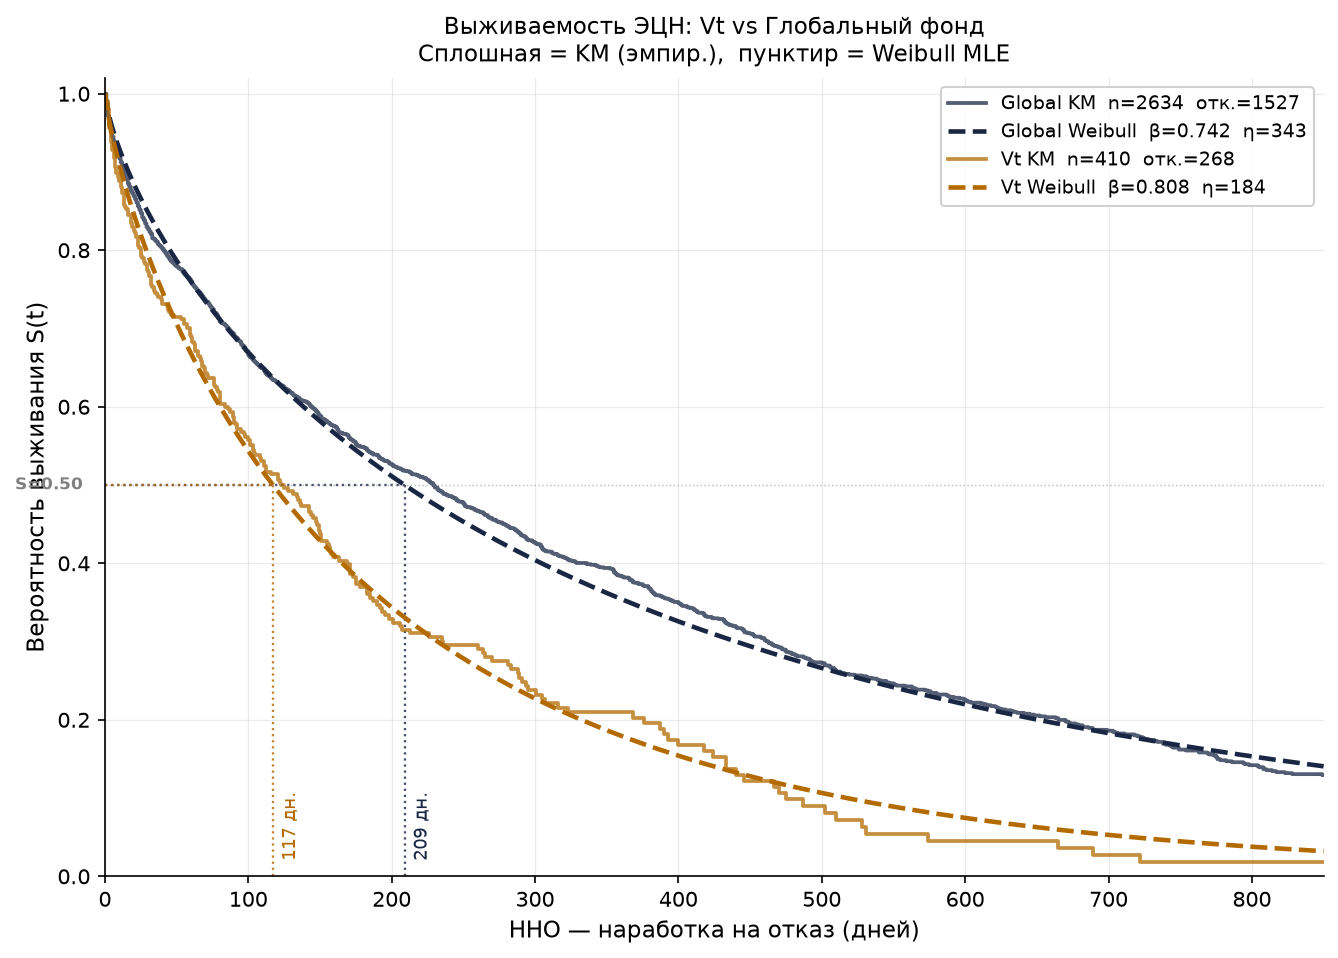 Выживаемость ЭЦН: Vt vs Глобальный фонд
Сплошная = KM (эмпир.),  пунктир = Weibull MLE
Global KM  n=2634  отк.=1527
Global Weibull  β=0.742  η=343
Vt KM  n=410  отк.=268
Vt Weibull  β=0.808  η=184
Вероятность выживания S(t)
1.0
0.8
0.6
S=0.50
0.4
0.2
0.0
117 дн.
209 дн.
0 100 200 300 400 500 600 700 800
ННО — наработка на отказ (дней)